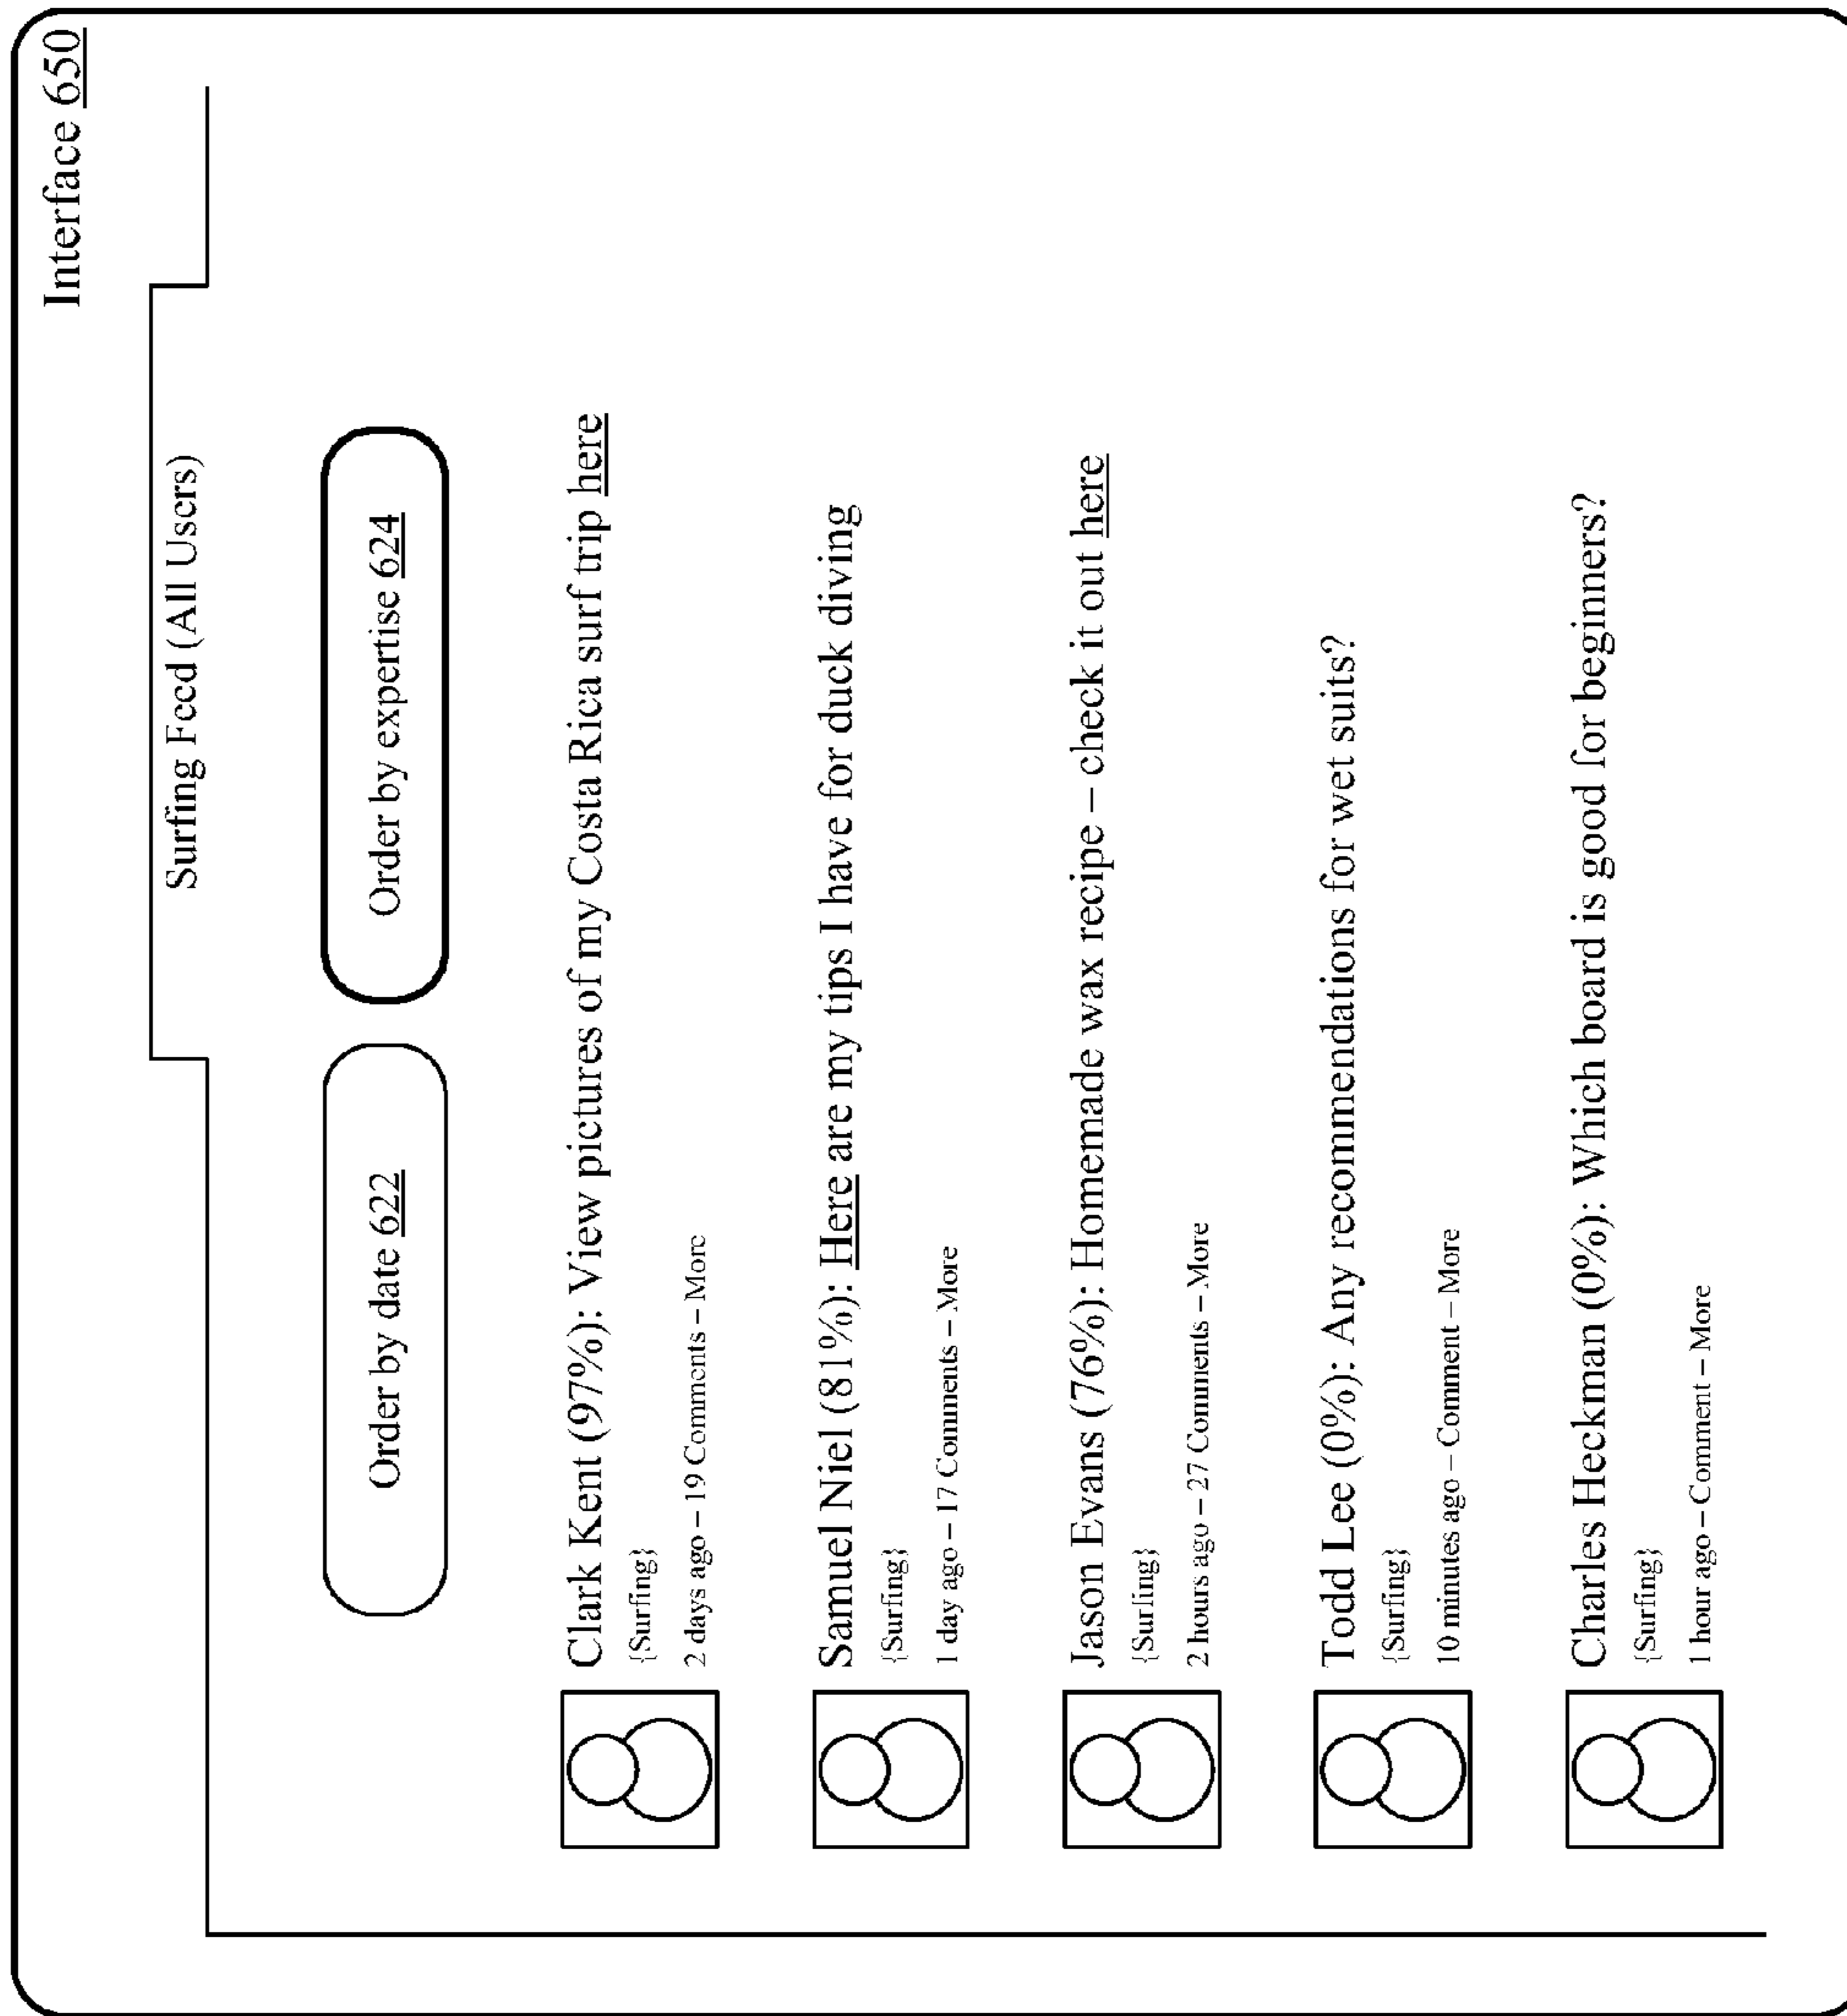 Interface 650
Surfing Feed (All Users)
Order by date 622
Order by expertise 624
Clark Kent (97%): View pictures of my Costa Rica surf trip here
{Surfing}
2 days ago – 19 Comments – More
Samuel Niel (81%): Here are my tips I have for duck diving
{Surfing}
1 day ago – 17 Comments – More
Jason Evans (76%): Homemade wax recipe – check it out here
{Surfing}
2 hours ago – 27 Comments – More
Todd Lee (0%): Any recommendations for wet suits?
{Surfing}
10 minutes ago – Comment – More
Charles Heckman (0%): Which board is good for beginners?
{Surfing}
1 hour ago – Comment – More